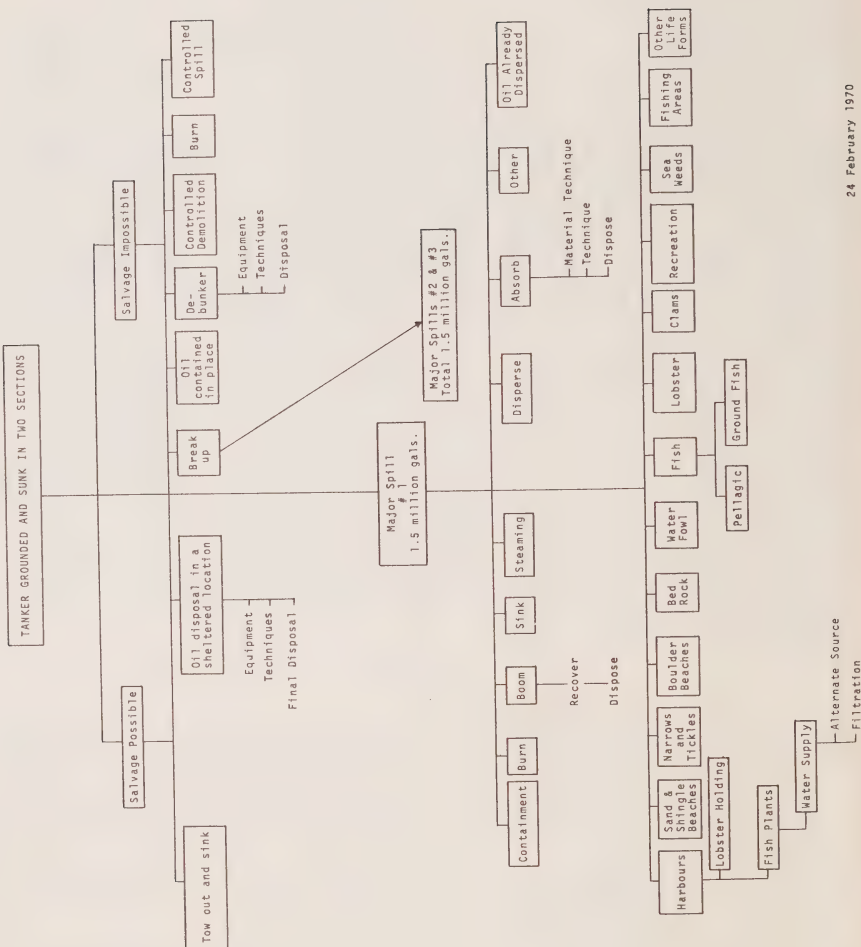 TANKER GROUNDED AND SUNK IN TWO SECTIONS
Salvage Possible
Salvage Impossible
Tow out and sink
Oil disposal in a
sheltered location
Equipment
Techniques
Final Disposal
Break
up
Oil
contained
in place
De-
bunker
Equipment
Techniques
Disposal
Controlled
Demolition
Burn
Controlled
Spill
Major Spill
# 1
1.5 million gals.
Major Spills #2 & #3
Total 1.5 million gals.
Containment
Burn
Boom
Recover
Dispose
Sink
Steaming
Disperse
Absorb
Material Technique
Technique
Dispose
Other
Oil Already
Dispersed
Harbours
Lobster Holding
Fish Plants
Water Supply
Alternate Source
Filtration
Sand &
Shingle
Beaches
Narrows
and
Tickles
Boulder
Beaches
Bed
Rock
Water
Fowl
Fish
Pellagic
Ground Fish
Lobster
Clams
Recreation
Sea
Weeds
Fishing
Areas
Other
Life
Forms
24 February 1970